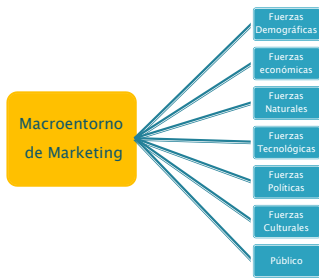 Macroentorno
de Marketing
Fuerzas
Demográficas
Fuerzas
económicas
Fuerzas
Naturales
Fuerzas
Tecnológicas
Fuerzas
Políticas
Fuerzas
Culturales
Público